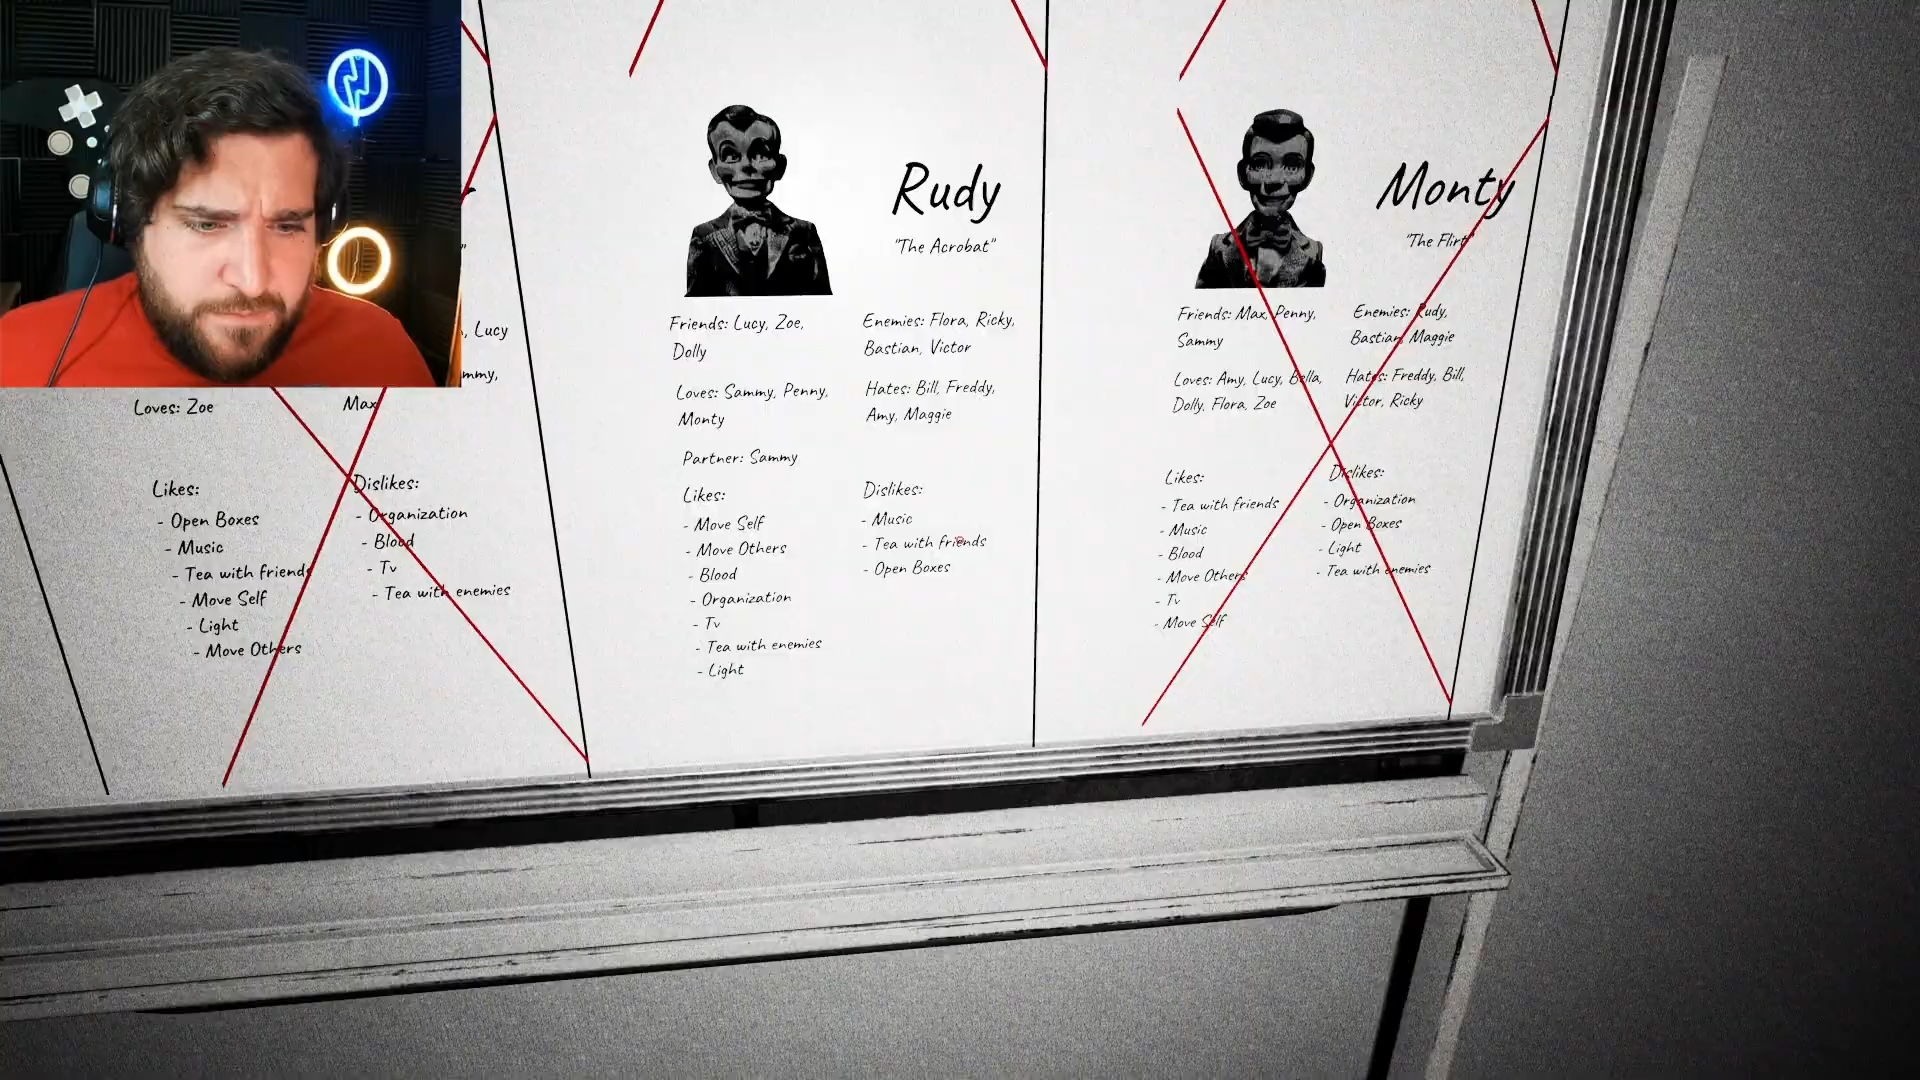 , Lucy
mmy,
Loves: Zoe
Max
Likes:
- Open Boxes
- Music
- Tea with friends
- Move Self
- Light
- Move Others
Dislikes:
- Organization
- Blood
- Tv
- Tea with enemies
Rudy
"The Acrobat"
Friends: Lucy, Zoe,
Dolly
Enemies: Flora, Ricky,
Bastian, Victor
Loves: Sammy, Penny,
Monty
Hates: Bill, Freddy,
Amy, Maggie
Partner: Sammy
Likes:
- Move Self
- Move Others
- Blood
- Organization
- Tv
- Tea with enemies
- Light
Dislikes:
- Music
- Tea with friends
- Open Boxes
Monty
"The Flirt"
Friends: Max, Penny,
Sammy
Enemies: Rudy,
Bastian, Maggie
Loves: Amy, Lucy, Bella,
Dolly, Flora, Zoe
Hates: Freddy, Bill,
Victor, Ricky
Likes:
- Tea with friends
- Music
- Blood
- Move Others
- Tv
- Move Self
Dislikes:
- Organization
- Open Boxes
- Light
- Tea with enemies